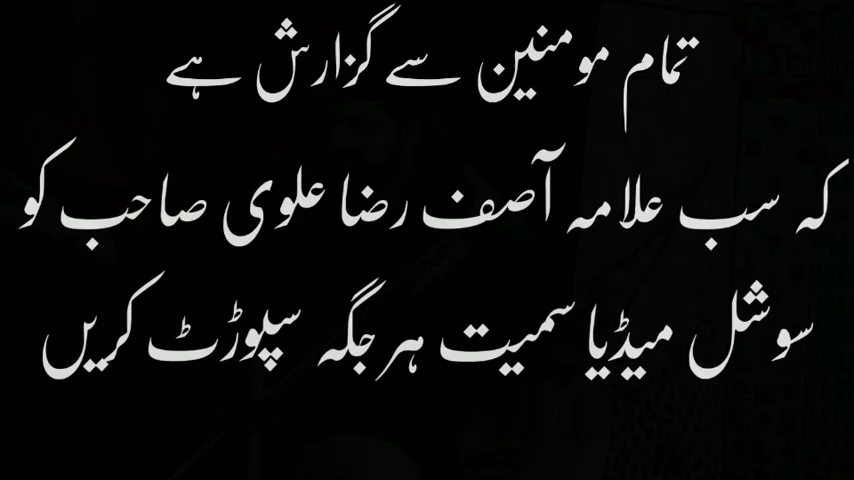 تمام مومنین سے گزارش ہے
کہ سب علامہ آصف رضا علوی صاحب کو
سوشل میڈیا سمیت ہر جگہ سپورٹ کریں